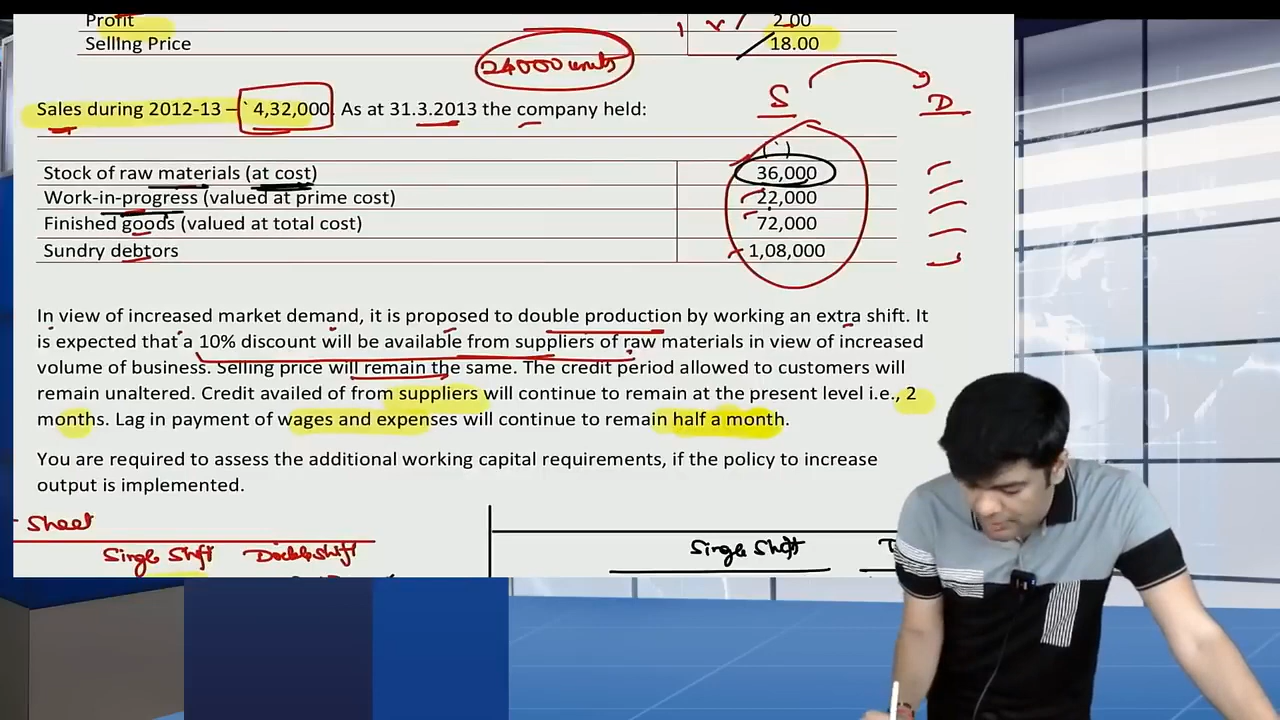 Profit 2.00
Selling Price 18.00
24000 units
Sales during 2012-13 – ` 4,32,000. As at 31.3.2013 the company held:
S D
(`)
Stock of raw materials (at cost) 36,000
Work-in-progress (valued at prime cost) 22,000
Finished goods (valued at total cost) 72,000
Sundry debtors 1,08,000
In view of increased market demand, it is proposed to double production by working an extra shift. It
is expected that a 10% discount will be available from suppliers of raw materials in view of increased
volume of business. Selling price will remain the same. The credit period allowed to customers will
remain unaltered. Credit availed of from suppliers will continue to remain at the present level i.e., 2
months. Lag in payment of wages and expenses will continue to remain half a month.
You are required to assess the additional working capital requirements, if the policy to increase
output is implemented.
Sheet
Single Shift Double Shift Single Shift